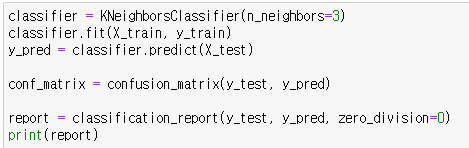 classifier = KNeighborsClassifier(n_neighbors=3)
classifier.fit(X_train, y_train)
y_pred = classifier.predict(X_test)
conf_matrix = confusion_matrix(y_test, y_pred)
report = classification_report(y_test, y_pred, zero_division=0)
print(report)